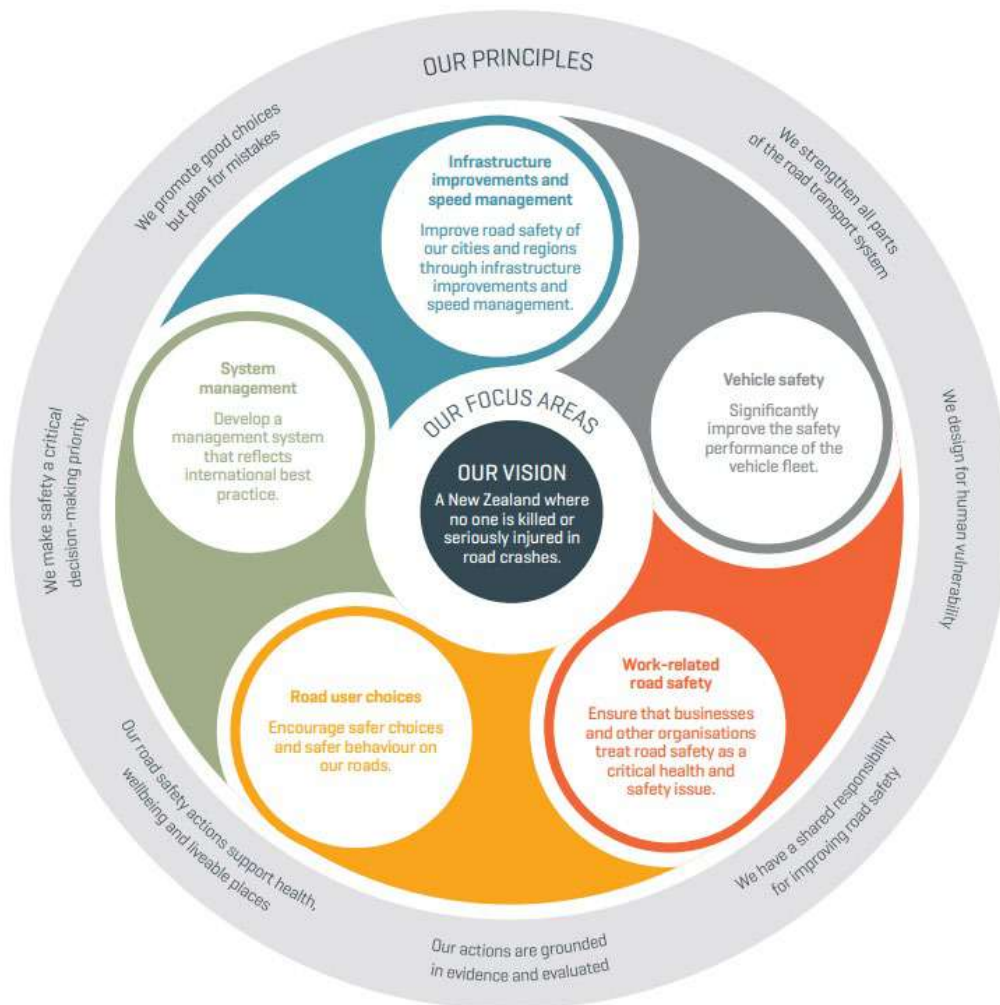 OUR PRINCIPLES
We promote good choices
but plan for mistakes
We strengthen all parts
of the road transport system
We design for human vulnerability
We have a shared responsibility
for improving road safety
Our actions are grounded
in evidence and evaluated
Our road safety actions support health,
wellbeing and liveable places
We make safety a critical
decision-making priority
Infrastructure
improvements and
speed management
Improve road safety of
our cities and regions
through infrastructure
improvements and
speed management.
Vehicle safety
Significantly
improve the safety
performance of the
vehicle fleet.
Work-related
road safety
Ensure that businesses
and other organisations
treat road safety as a
critical health and
safety issue.
Road user choices
Encourage safer choices
and safer behaviour on
our roads.
System
management
Develop a
management system
that reflects
international best
practice.
OUR FOCUS AREAS
OUR VISION
A New Zealand where
no one is killed or
seriously injured in
road crashes.